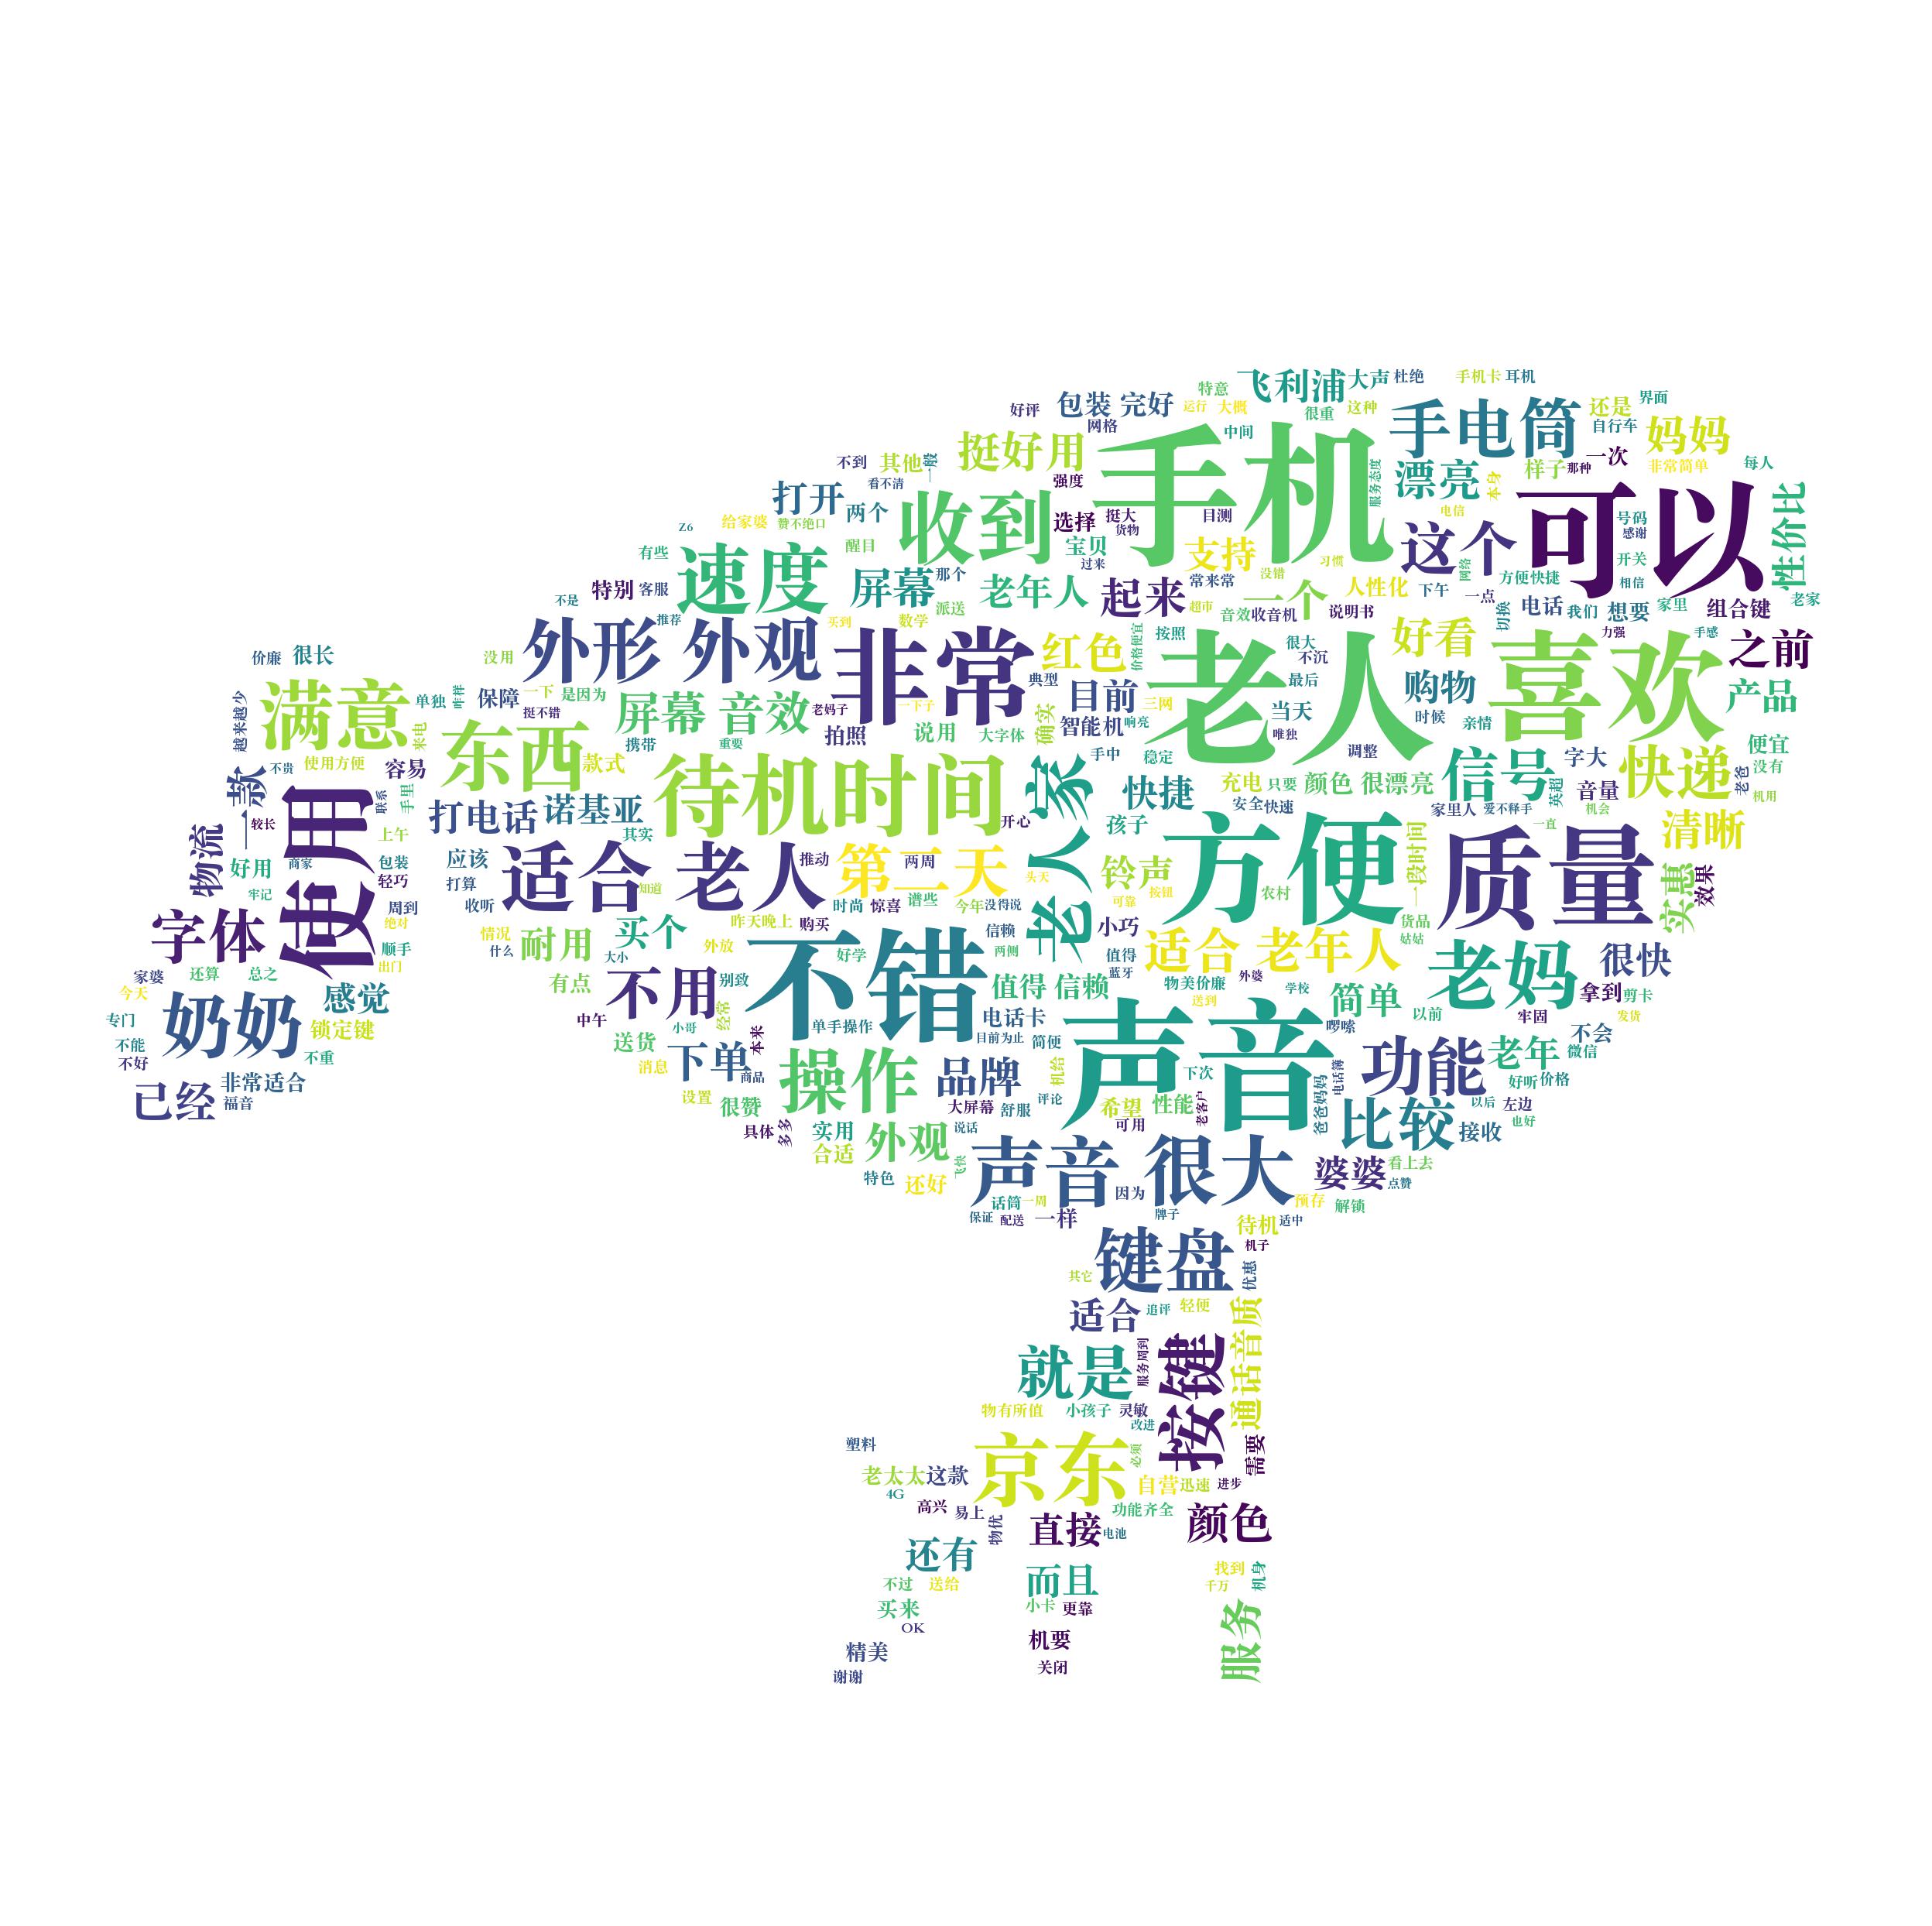 飞利浦
大声
杜绝
手机卡
耳机
特意
包装 完好
运行
大概
很重
这种
还是
界面
好评
网格
中间
手电筒
自行车
妈妈
挺好用
手机
不到
其他
一般
漂亮
样子
那种
一次
非常简单
每人
看不清
强度
服务态度
本身
打开
两个
收到
选择
挺大
目测
可以
性价比
Z6
给家婆
赞不绝口
货物
电信
这个
号码
感谢
有些
醒目
宝贝
过来
支持
习惯
没错
网络
方便快捷
开关
速度
屏幕
那个
老年人
起来
常来常
一个
人性化
下午
一点
相信
特别
客服
不是
派送
超市
音效
收音机
说明书
切换
电话
我们
想要
家里
组合键
老家
推荐
买到
数学
外形 外观
非常
红色
价格便宜
按照
老人
很大
不沉
好看
力强
喜欢
手感
之前
价廉
很长
没用
典型
目前
最后
购物
产品
满意
越来越少
单独
昨样
保障
一下
是因为
挺不错
屏幕 音效
老妈子
一下子
三网
当天
时候
亲情
来电
东西
携带
重要
拍照
说用
大字体
确实
智能机
响亮
唯独
调整
便宜
一款
不贵
使用方便
容易
款式
手中
稳定
信号
字大
快递
没有
使用
联系
手里
待机时间
老人家
快捷
充电
只要
颜色 很漂亮
英超
音量
老爸
机用
较长
打电话
诺基亚
安全
快速
家里人
爱不释手
机会
物流
上午
其实
开心
孩子
方便
一段时间
一直
质量
清晰
好用
商家
包装
应该
适合 老人
推动
第二天
两周
铃声
牢记
轻巧
打算
知道
头天
可靠
按钮
农村
实惠
效果
字体
周到
收听
时尚
惊喜
谱些
今年
没得说
小巧
货品
绝对
情况
耐用
买个
昨天晚上
购买
信赖
姑姑
顺手
什么
外放
不错
好学
两侧
值得
适合 老年人
老妈
很快
家婆
还算
总之
出门
大小
蓝牙
外婆
今天
感觉
有点
不用
别致
值得 信赖
物美价廉
学校
简单
拿到
剪卡
专门
奶奶
锁定键
中午
小哥
经常
单手操作
电话卡
送到
以前
牢固
发货
不能
不重
送货
本来
目前为止
简便
声音
啰嗦
不会
不好
消息
下单
商品
操作
品牌
机给
下次
电话簿
功能
老年
微信
已经
非常适合
福音
设置
很赞
大屏幕
舒服
评论
希望
性能
老客户
爸爸妈妈
好听
价格
具体
多多
实用
外观
说话
可用
比较
以后
左边
接收
也好
合适
飞快
声音 很大
婆婆
看上去
点赞
特色
还好
话筒
一周
因为
预存
解锁
保证
配送
一样
牌子
待机
适中
键盘
机子
其它
优惠
适合
追评
轻便
就是
服务周到
按键
通话音质
物有所值
小孩子
灵敏
改进
塑料
京东
必须
需要
老太太
这款
4G
自营
迅速
进步
高兴
易上
物优
功能齐全
颜色
直接
电池
还有
不过
送给
而且
找到
千万
机身
买来
小卡
更靠
OK
服务
机要
精美
关闭
谢谢